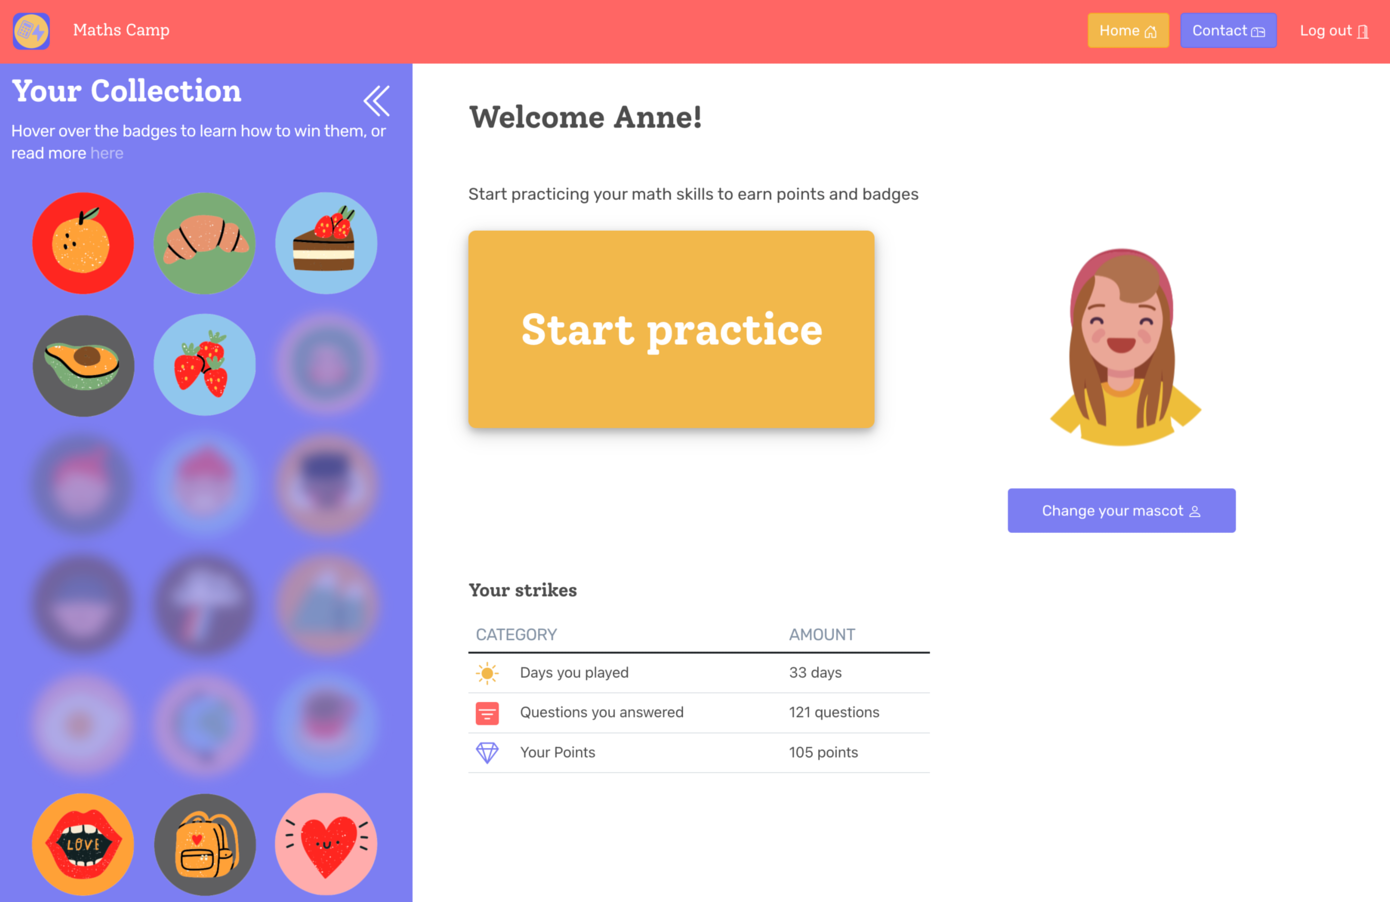 Maths Camp
Home
Contact
Log out
Your Collection
Hover over the badges to learn how to win them, or
read more here
LOVE
Welcome Anne!
Start practicing your math skills to earn points and badges
Start practice
Change your mascot
Your strikes
CATEGORY AMOUNT
Days you played 33 days
Questions you answered 121 questions
Your Points 105 points